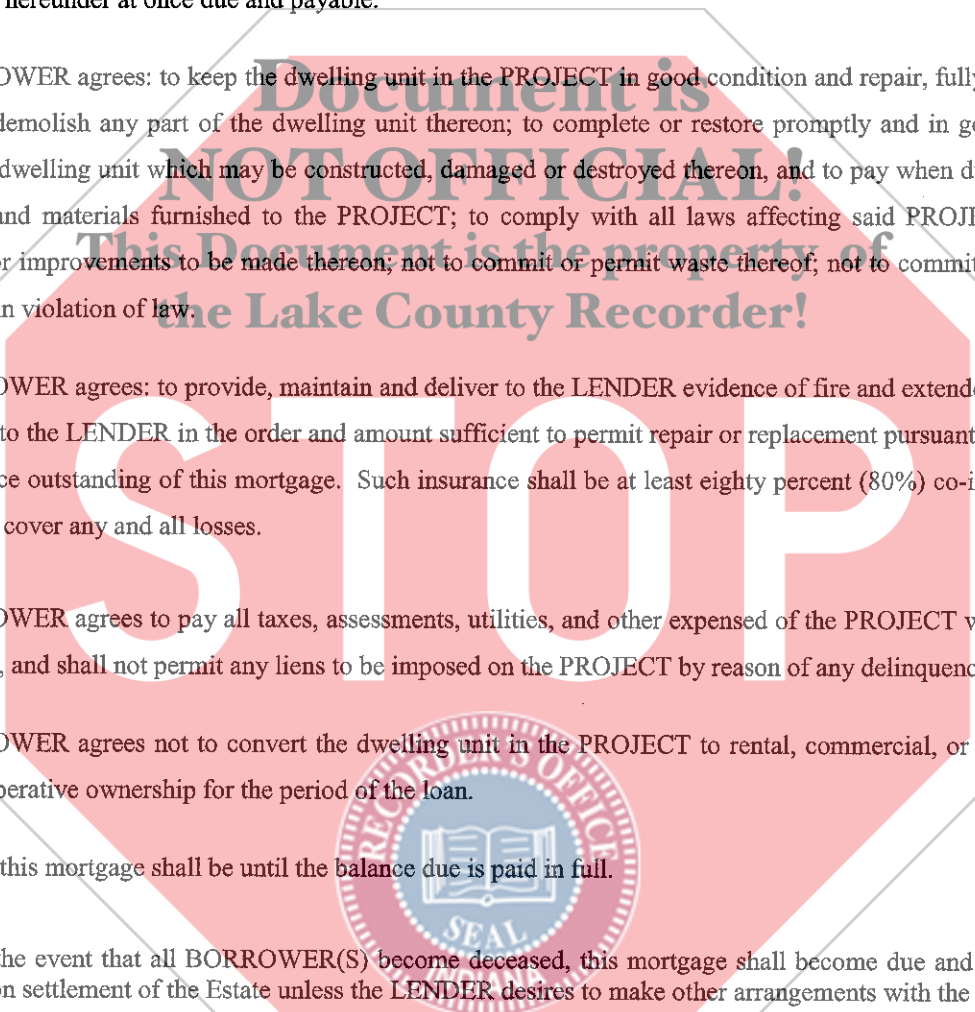 hereunder at once due and payable.
OWER agrees: to keep the dwelling unit in the PROJECT in good condition and repair, fully
demolish any part of the dwelling unit thereon; to complete or restore promptly and in
dwelling unit which may be constructed, damaged or destroyed thereon, and to pay when
and materials furnished to the PROJECT; to comply with all laws affecting said
or improvements to be made thereon; not to commit or permit waste thereof; not to commit
in violation of law.
OWER agrees: to provide, maintain and deliver to the LENDER evidence of fire and
to the LENDER in the order and amount sufficient to permit repair or replacement pursuant
ce outstanding of this mortgage. Such insurance shall be at least eighty percent (80%) co-i
cover any and all losses.
OWER agrees to pay all taxes, assessments, utilities, and other expensed of the PROJECT
, and shall not permit any liens to be imposed on the PROJECT by reason of any delinquenc
OWER agrees not to convert the dwelling unit in the PROJECT to rental, commercial, or
perative ownership for the period of the loan.
this mortgage shall be until the balance due is paid in full.
the event that all BORROWER(S) become deceased, this mortgage shall become due and
on settlement of the Estate unless the LENDER desires to make other arrangements with the
Document is
NOT OFFICIAL!
This Document is the property of
the Lake County Recorder!
STOP
RECORDER'S OFFICE
SEAL
INDIANA